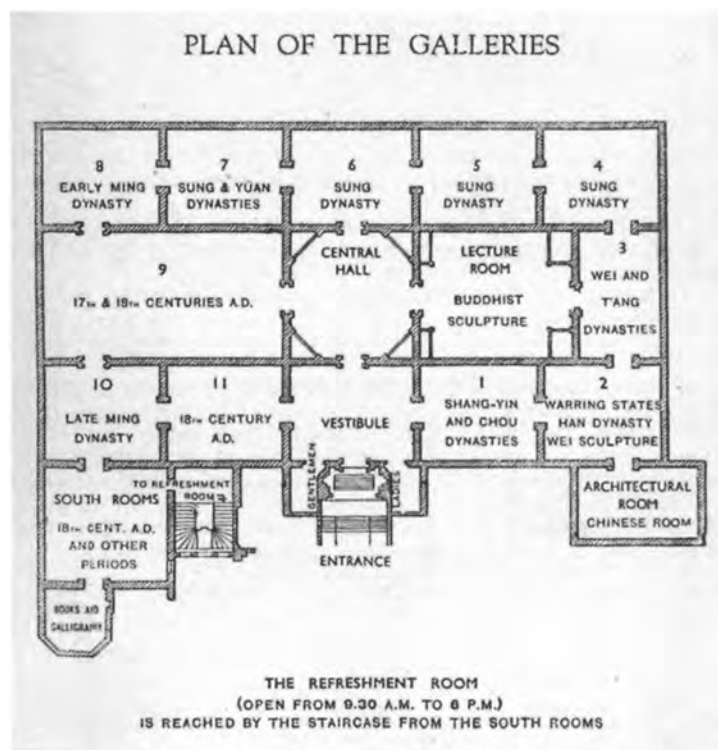 PLAN OF THE GALLERIES
8
EARLY MING
DYNASTY
7
SUNG & YÜAN
DYNASTIES
6
SUNG
DYNASTY
5
SUNG
DYNASTY
4
SUNG
DYNASTY
9
17TH & 18TH CENTURIES A.D.
CENTRAL
HALL
LECTURE
ROOM
BUDDHIST
SCULPTURE
3
WEI AND
T'ANG
DYNASTIES
10
LATE MING
DYNASTY
11
18TH CENTURY
A.D.
VESTIBULE
1
SHANG-YIN
AND CHOU
DYNASTIES
2
WARRING STATES
HAN DYNASTY
WEI SCULPTURE
SOUTH ROOMS
18TH CENT. A.D.
AND OTHER
PERIODS
TO REFRESHMENT
ROOM
GENTLEMEN
LADIES
ARCHITECTURAL
ROOM
CHINESE ROOM
ENTRANCE
BOOKS AND
CALLIGRAPHY
THE REFRESHMENT ROOM
(OPEN FROM 9.30 A.M. TO 6 P.M.)
IS REACHED BY THE STAIRCASE FROM THE SOUTH ROOMS